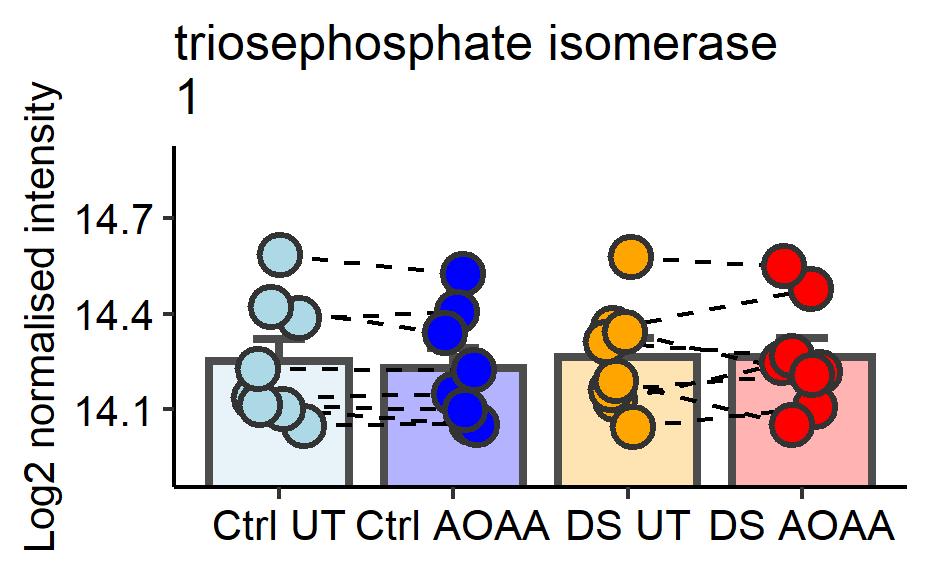 triosephosphate isomerase
1
Log2 normalised intensity
14.7
14.4
14.1
Ctrl UT
Ctrl AOAA
DS UT
DS AOAA